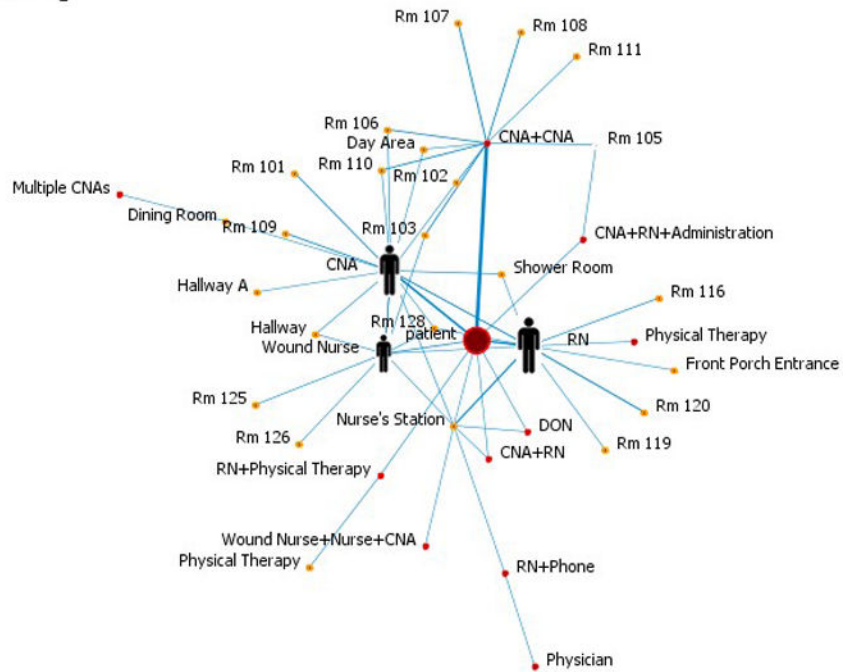 Rm 107
Rm 108
Rm 111
Rm 106
CNA+CNA
Rm 105
Day Area
Rm 110
Rm 101
Rm 102
Multiple CNAs
Dining Room
Rm 109
Rm 103
CNA+RN+Administration
CNA
Shower Room
Hallway A
Rm 116
Hallway
Rm 128
patient
RN
Physical Therapy
Wound Nurse
Front Porch Entrance
Rm 125
Rm 120
Nurse's Station
DON
Rm 126
Rm 119
CNA+RN
RN+Physical Therapy
Wound Nurse+Nurse+CNA
Physical Therapy
RN+Phone
Physician